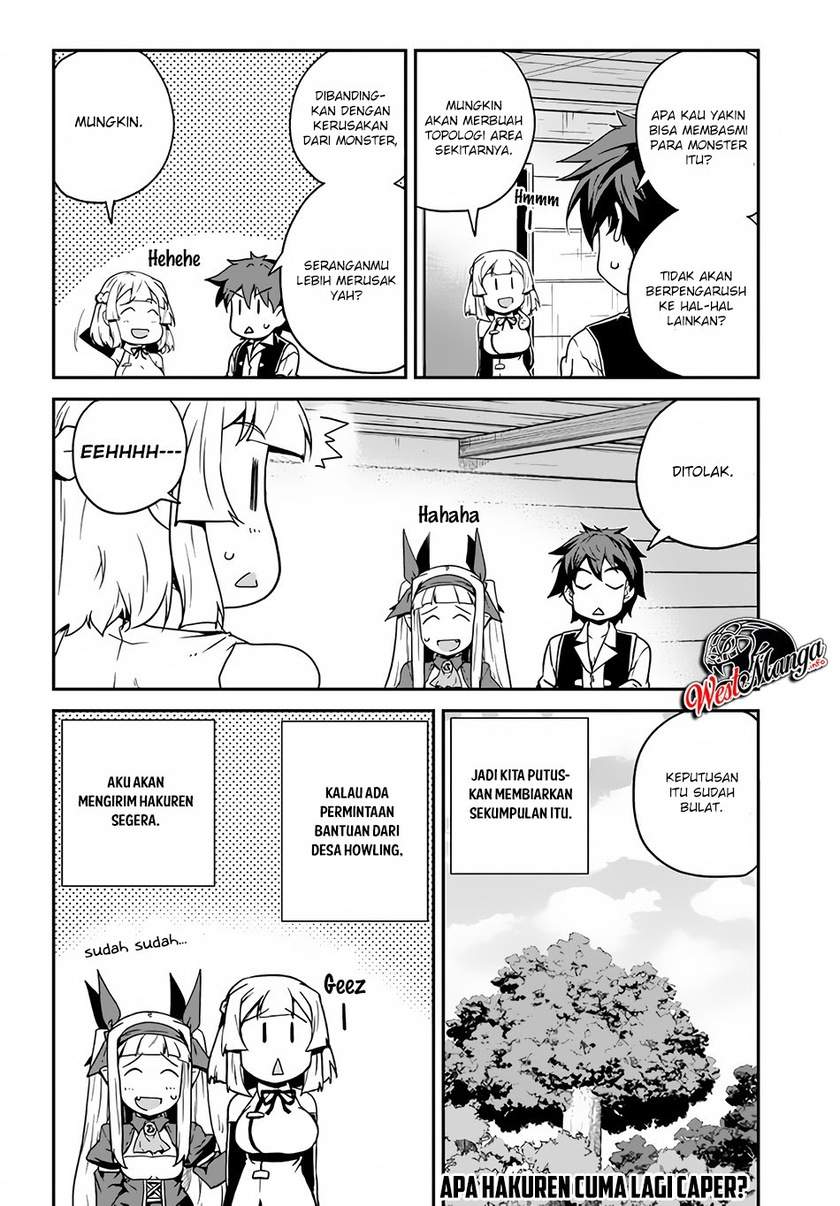 APA KAU YAKIN
BISA MEMBASMI
PARA MONSTER
ITU?
TIDAK AKAN
BERPENGARUSH
KE HAL-HAL
LAINKAN?
MUNGKIN
AKAN MERBUAH
TOPOLOGI AREA
SEKITARNYA.
Hmmm
DIBANDING-
KAN DENGAN
KERUSAKAN
DARI MONSTER,
SERANGANMU
LEBIH MERUSAK
YAH?
MUNGKIN.
Hehehe
DITOLAK.
Hahaha
EEHHHH---
WestManga
.info
KEPUTUSAN
ITU SUDAH
BULAT.
JADI KITA PUTUS-
KAN MEMBIARKAN
SEKUMPULAN ITU.
KALAU ADA
PERMINTAAN
BANTUAN DARI
DESA HOWLING,
AKU AKAN
MENGIRIM HAKUREN
SEGERA.
Geez
sudah sudah...
APA HAKUREN CUMA LAGI CAPER?